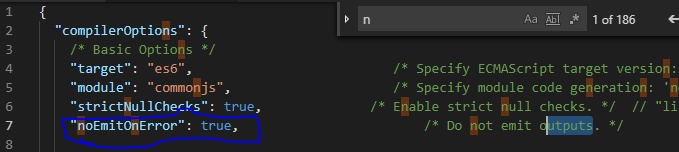 n
Aa Abl .* 1 of 186
1 {
2 "compilerOptions": {
3 /* Basic Options */
4 "target": "es6", /* Specify ECMAScript target version:
5 "module": "commonjs", /* Specify module code generation: 'n
6 "strictNullChecks": true, /* Enable strict null checks. */ // "li
7 "noEmitOnError": true, /* Do not emit outputs. */
8